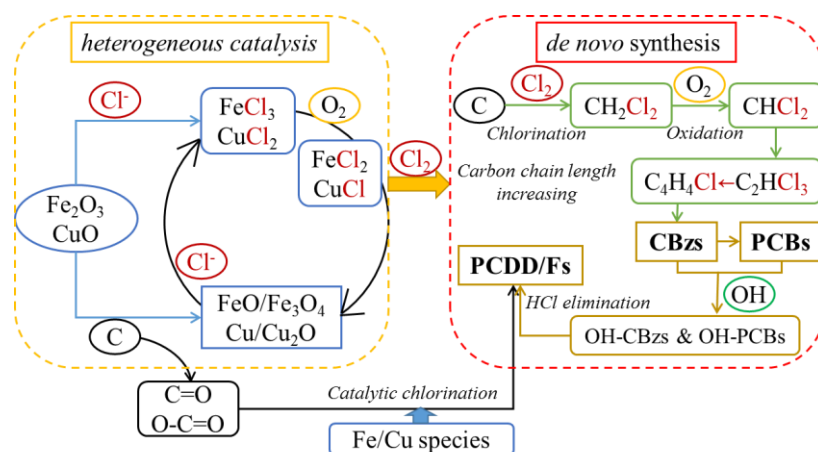 heterogeneous catalysis
Cl⁻
FeCl₃
CuCl₂
O₂
FeCl₂
CuCl
Cl₂
Fe₂O₃
CuO
Cl⁻
FeO/Fe₃O₄
Cu/Cu₂O
C
C=O
O-C=O
Catalytic chlorination
Fe/Cu species
de novo synthesis
C
Cl₂
Chlorination
CH₂Cl₂
O₂
Oxidation
CHCl₂
Carbon chain length
increasing
C₄H₄Cl←C₂HCl₃
CBzs
PCBs
PCDD/Fs
HCl elimination
OH
OH-CBzs & OH-PCBs